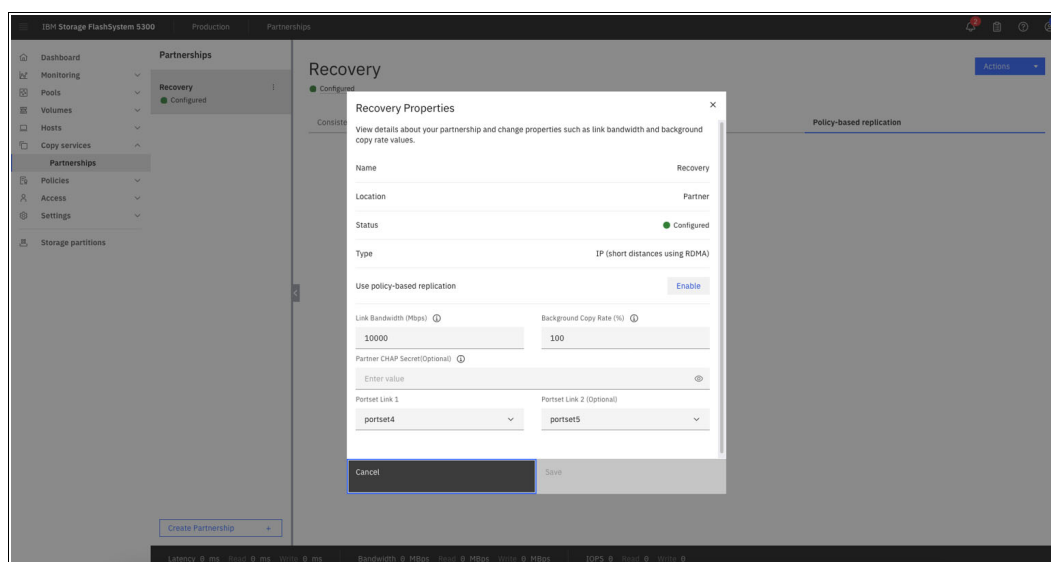 IBM Storage FlashSystem 5300 Production Partnerships
2
Dashboard
Monitoring
Pools
Volumes
Hosts
Copy services
Partnerships
Policies
Access
Settings
Storage partitions
Partnerships
Recovery
Configured
Create Partnership +
Recovery
Configured
Actions
Consiste
Policy-based replication
Recovery Properties
View details about your partnership and change properties such as link bandwidth and background
copy rate values.
Name Recovery
Location Partner
Status Configured
Type IP (short distances using RDMA)
Use policy-based replication Enable
Link Bandwidth (Mbps) Background Copy Rate (%)
10000 100
Partner CHAP Secret(Optional)
Enter value
Portset Link 1 Portset Link 2 (Optional)
portset4 portset5
Cancel Save
Latency 0 ms Read 0 ms Write 0 ms Bandwidth 0 MBps Read 0 MBps Write 0 MBps IOPS 0 Read 0 Write 0